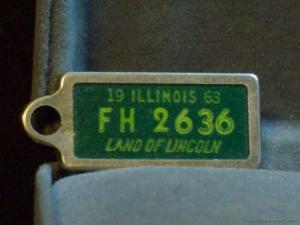 19 ILLINOIS 63
FH 2636
LAND OF LINCOLN